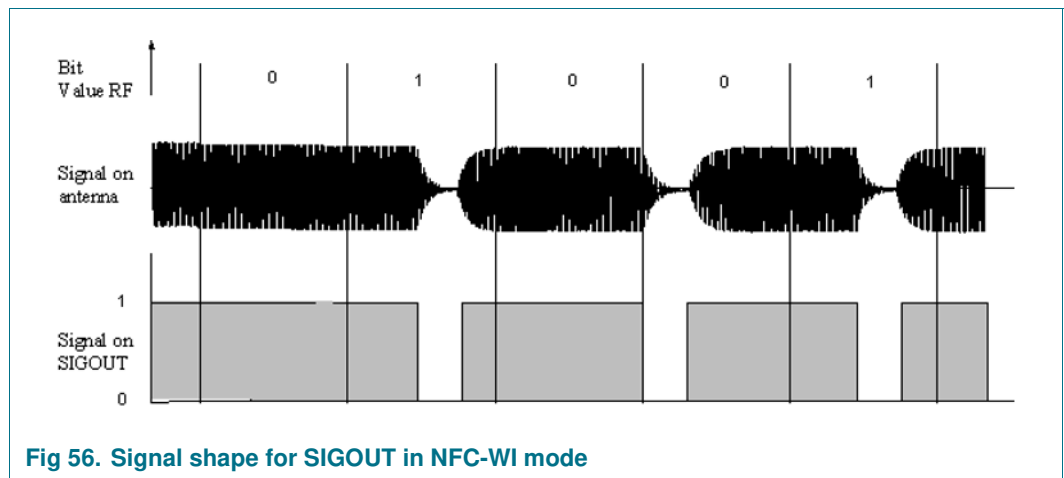 Bit
Value RF
0 1 0 0 1
Signal on
antenna
1
Signal on
SIGOUT
0
Fig 56. Signal shape for SIGOUT in NFC-WI mode